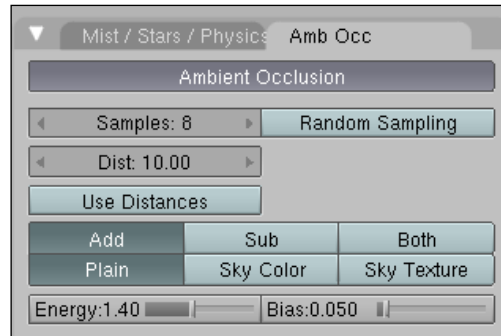 Mist / Stars / Physics Amb Occ
Ambient Occlusion
Samples: 8 Random Sampling
Dist: 10.00
Use Distances
Add Sub Both
Plain Sky Color Sky Texture
Energy:1.40 Bias:0.050